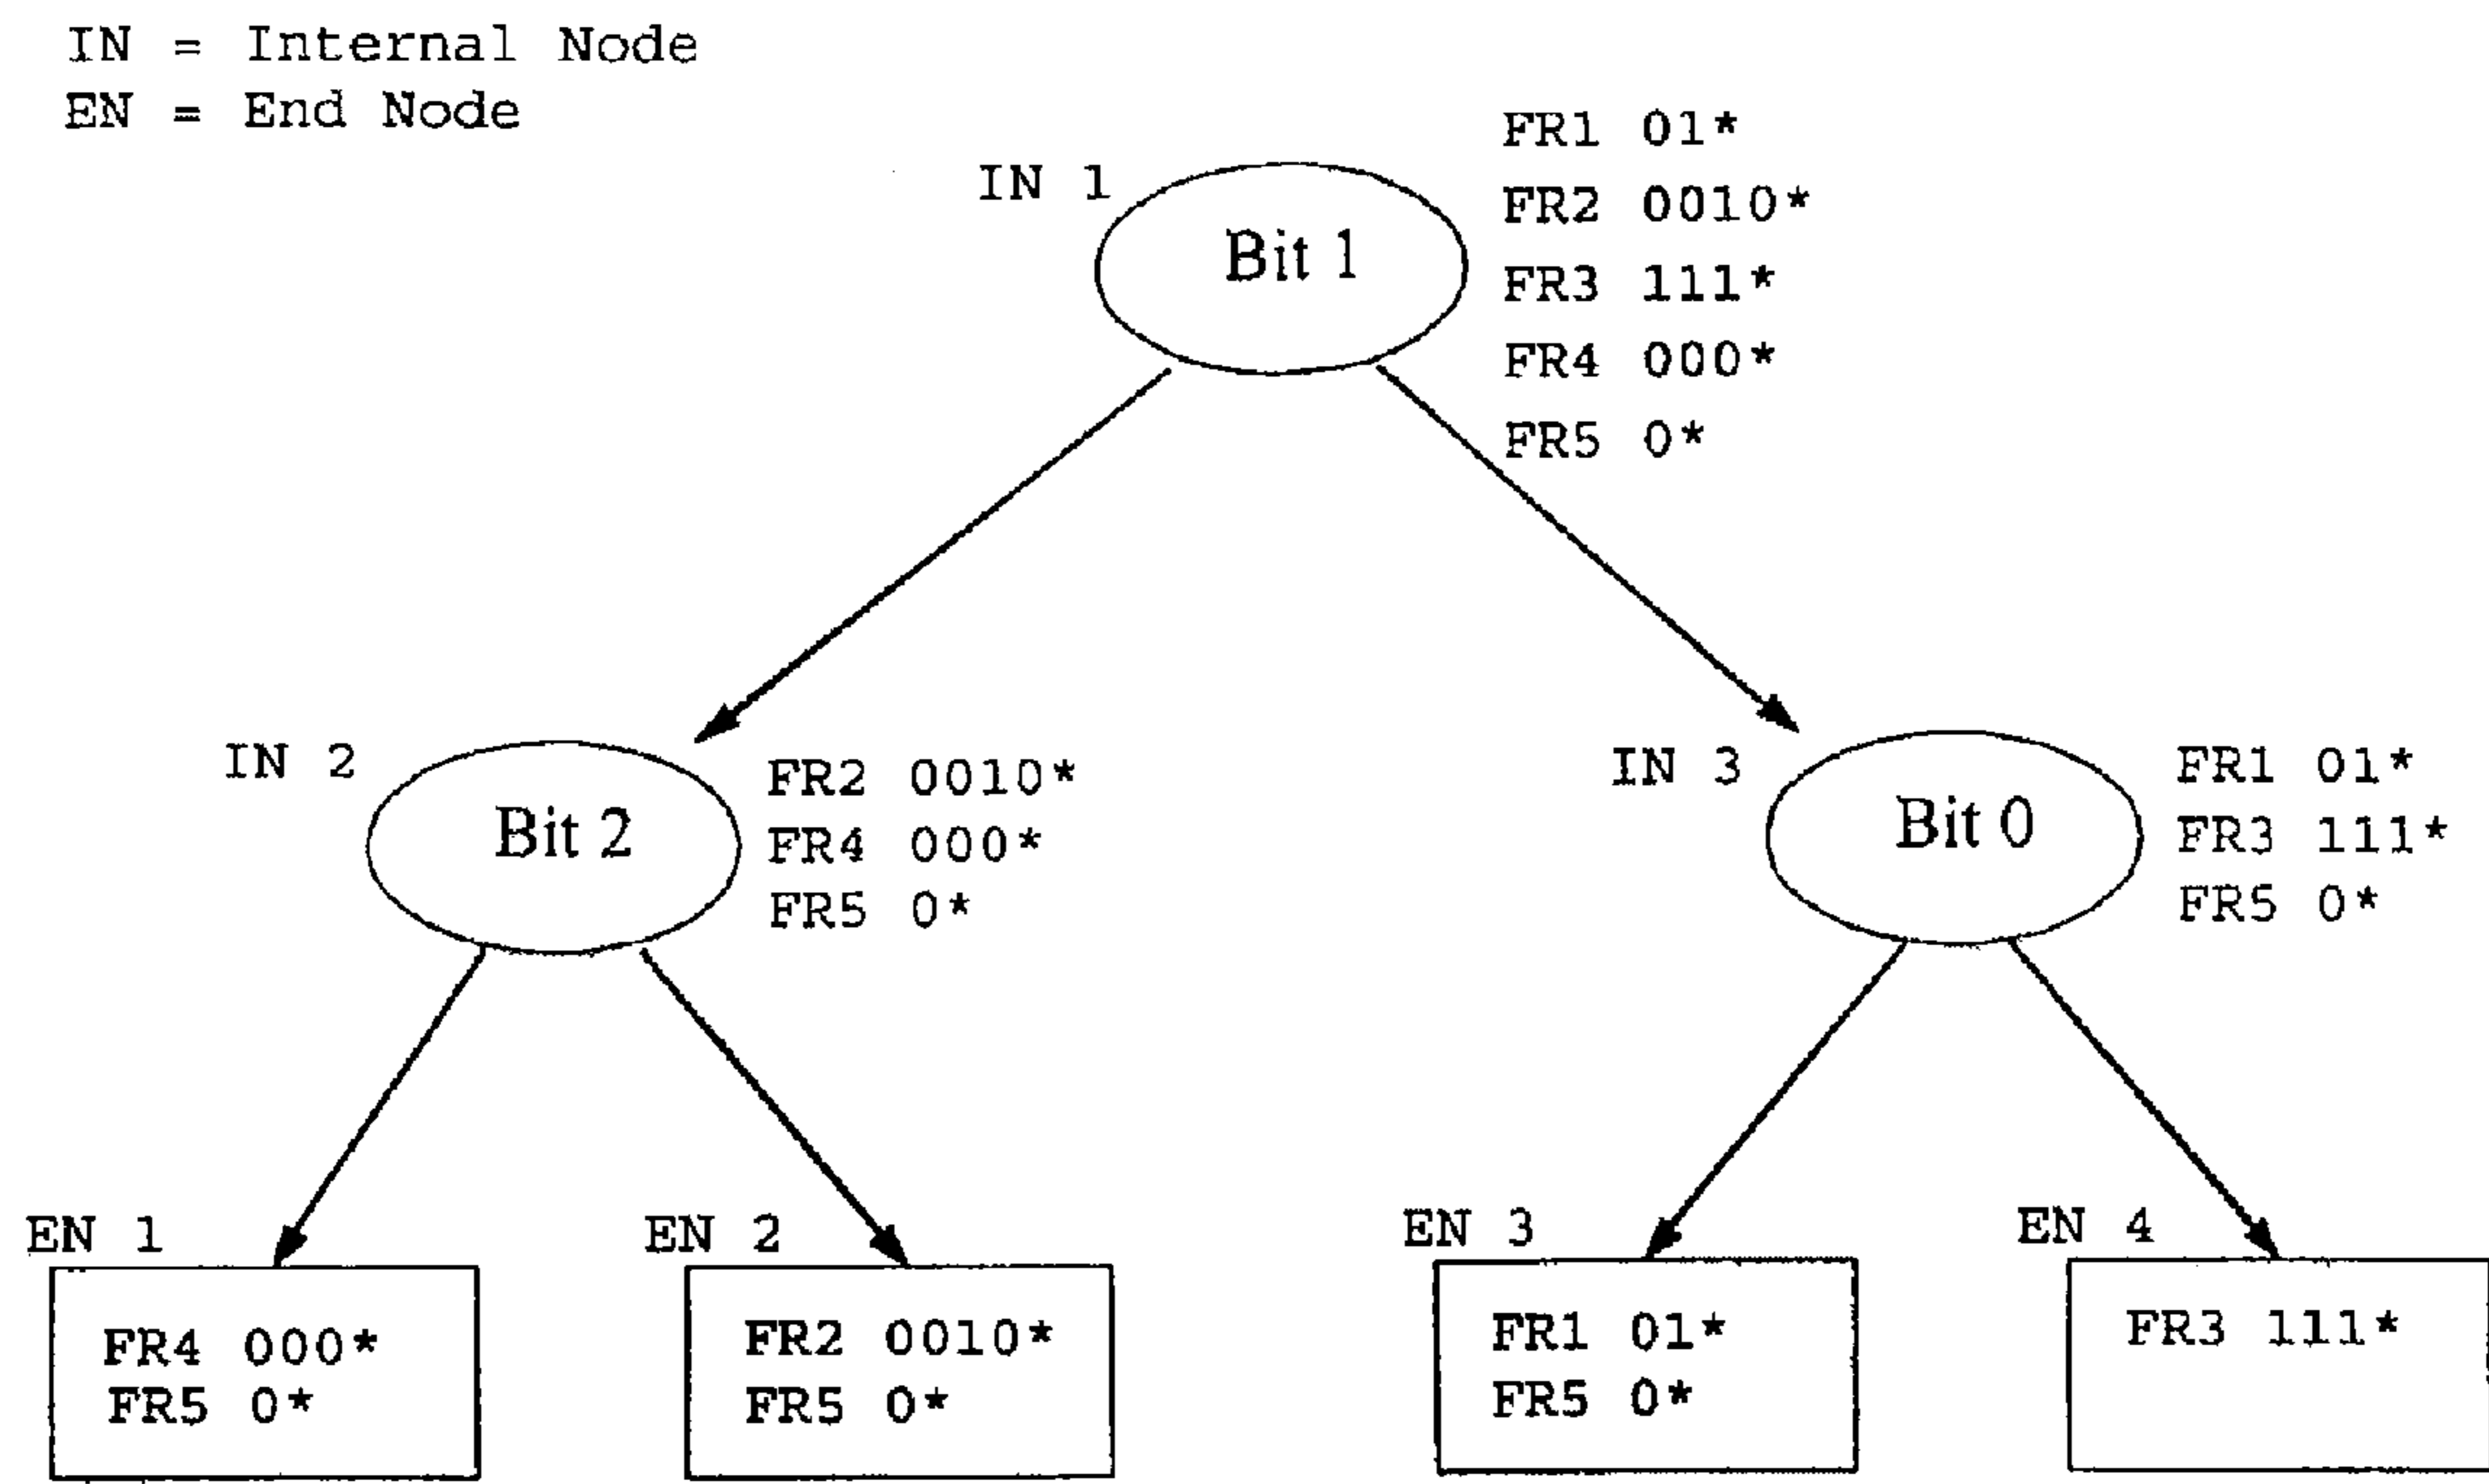 IN = Internal Node
EN = End Node
IN 1
Bit 1
FR1 01*
FR2 0010*
FR3 111*
FR4 000*
FR5 0*
IN 2
Bit 2
FR2 0010*
FR4 000*
FR5 0*
IN 3
Bit 0
FR1 01*
FR3 111*
FR5 0*
EN 1
FR4 000*
FR5 0*
EN 2
FR2 0010*
FR5 0*
EN 3
FR1 01*
FR5 0*
EN 4
FR3 111*